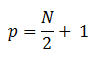 p = N/2 + 1